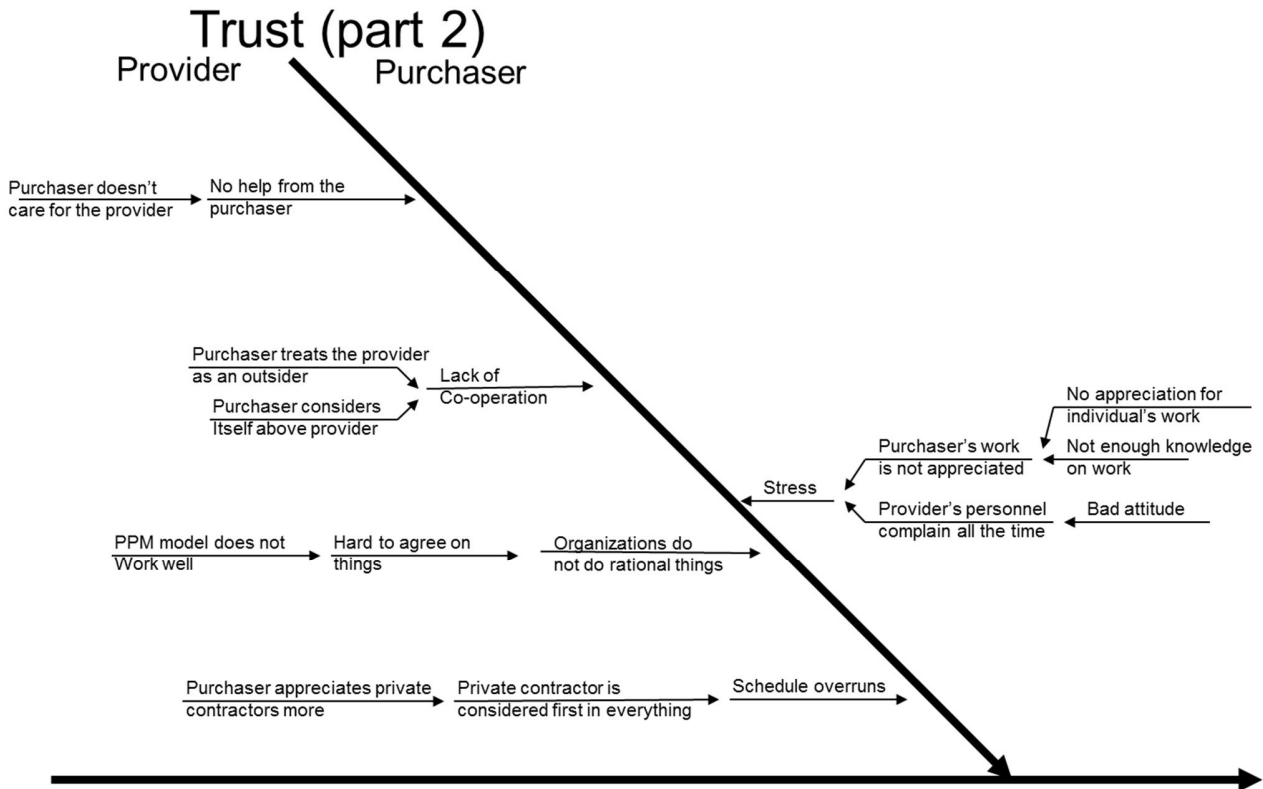 Trust (part 2)
Provider
Purchaser
Purchaser doesn't
care for the provider
No help from the
purchaser
Purchaser treats the provider
as an outsider
Purchaser considers
Itself above provider
Lack of
Co-operation
No appreciation for
individual's work
Purchaser's work
is not appreciated
Not enough knowledge
on work
Stress
Provider's personnel
complain all the time
Bad attitude
PPM model does not
Work well
Hard to agree on
things
Organizations do
not do rational things
Purchaser appreciates private
contractors more
Private contractor is
considered first in everything
Schedule overruns